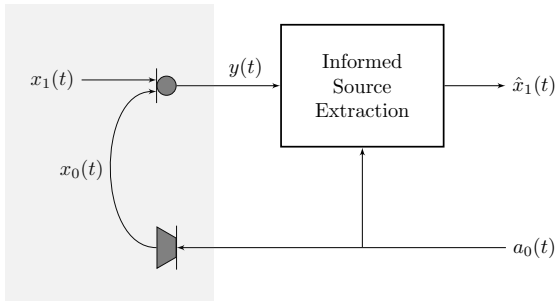 x₁(t)
y(t)
Informed
Source
Extraction
x̂₁(t)
x₀(t)
a₀(t)